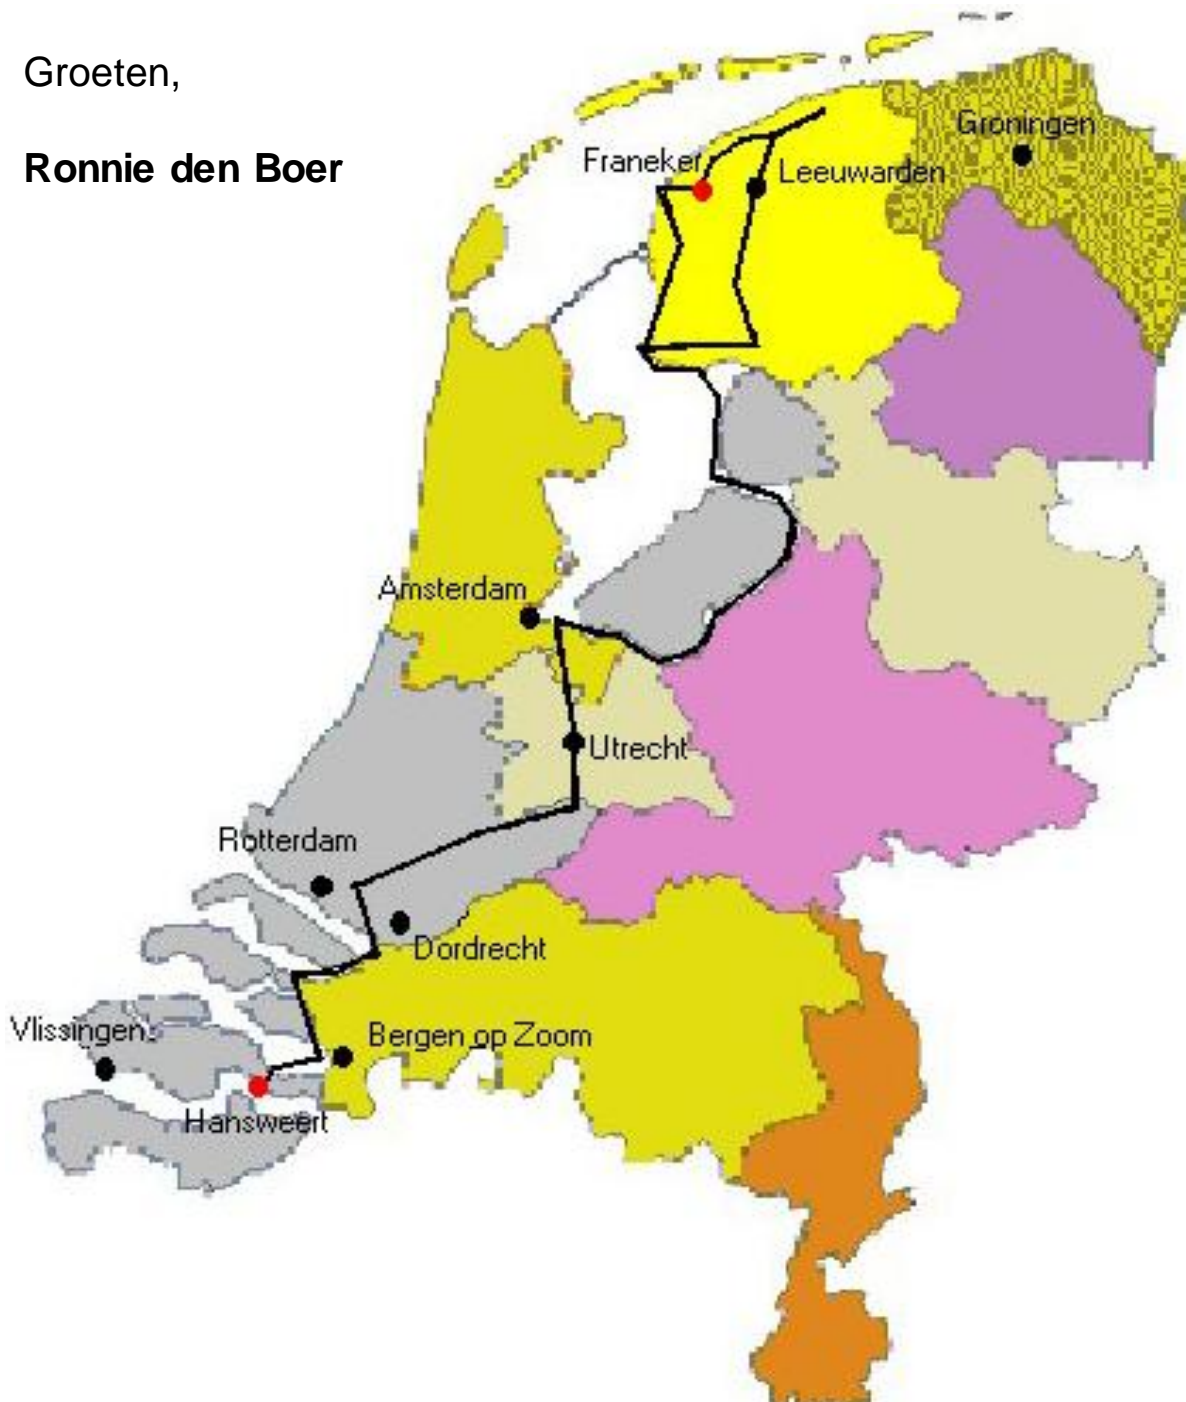 Groeten,
Ronnie den Boer
Groningen
Franeker
Leeuwarden
Amsterdam
Utrecht
Rotterdam
Dordrecht
Vlissingen
Bergen op Zoom
Hansweert